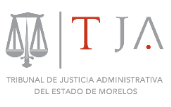 TJA
TRIBUNAL DE JUSTICIA ADMINISTRATIVA
DEL ESTADO DE MORELOS